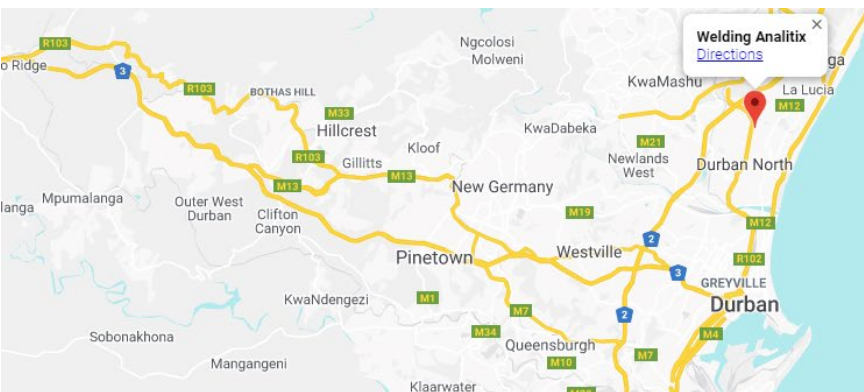 Welding Analitix
Directions
R103
Ngcolosi
Molweni
o Ridge
3
KwaMashu
ga
La Lucia
R103
BOTHAS HILL
M33
M12
Hillcrest
KwaDabeka
M21
Kloof
R103
Gillitts
Newlands
West
Durban North
M13
M13
New Germany
langa
Mpumalanga
Outer West
Durban
Clifton
Canyon
M19
M12
2
Pinetown
Westville
R102
3
GREYVILLE
KwaNdengezi
M1
Durban
M7
2
M34
M4
Sobonakhona
Queensburgh
M10
M7
Mangangeni
Klaarwater